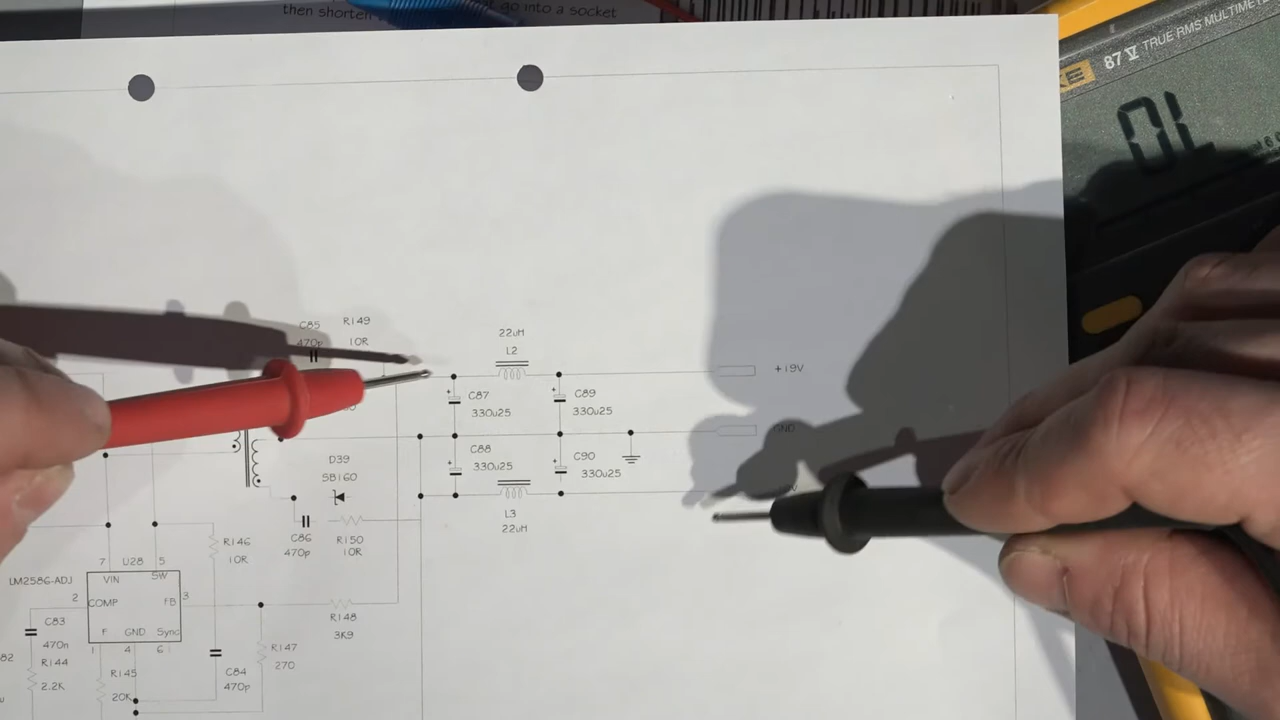 then shorten
go into a socket
87 V TRUE RMS MULTIMETE
OL
C85
470p
R149
10R
22uH
L2
+19V
C87
330u25
C89
330u25
GND
C88
330u25
C90
330u25
D39
SB160
L3
22uH
C86
470p
R150
10R
R146
10R
7 U28 5
LM2586-ADJ
VIN SW
2 COMP FB 3
F GND Sync
1 4 6
C83
470n
R144
2.2K
R145
20K
C84
470p
R147
270
R148
3K9
82